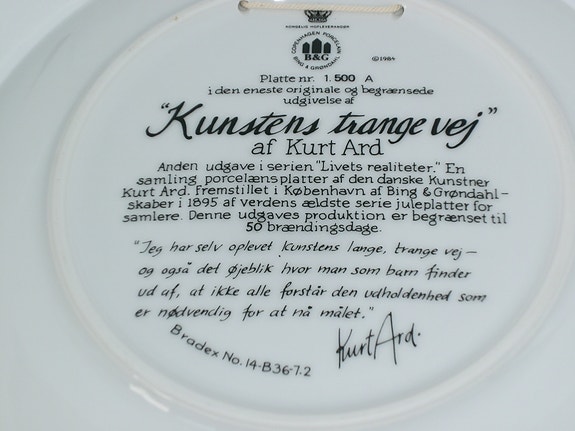 KONGELIG HOFLEVERANDØR
COPENHAGEN PORCELAIN
B&G
BING & GRØNDAHL
©1984
Platte nr. 1.500 A
i den eneste originale og begrænsede
udgivelse af
"Kunstens trange vej"
af Kurt Ard
Anden udgave i serien "Livets realiteter." En
samling porcelænsplatter af den danske Kunstner
Kurt Ard. fremstillet i København af Bing & Grøndahl-
skaber i 1895 af verdens ældste serie juleplatter for
samlere. Denne udgaves produktion er begrænset til
50 brændingsdage.
"Jeg har selv oplevet kunstens lange, trange vej—
og også det øjeblik hvor man som barn finder
ud af, at ikke alle forstår den udholdenhed som
er nødvendig for at nå målet."
Bradex No. 14-B36-7.2
Kurt Ard.